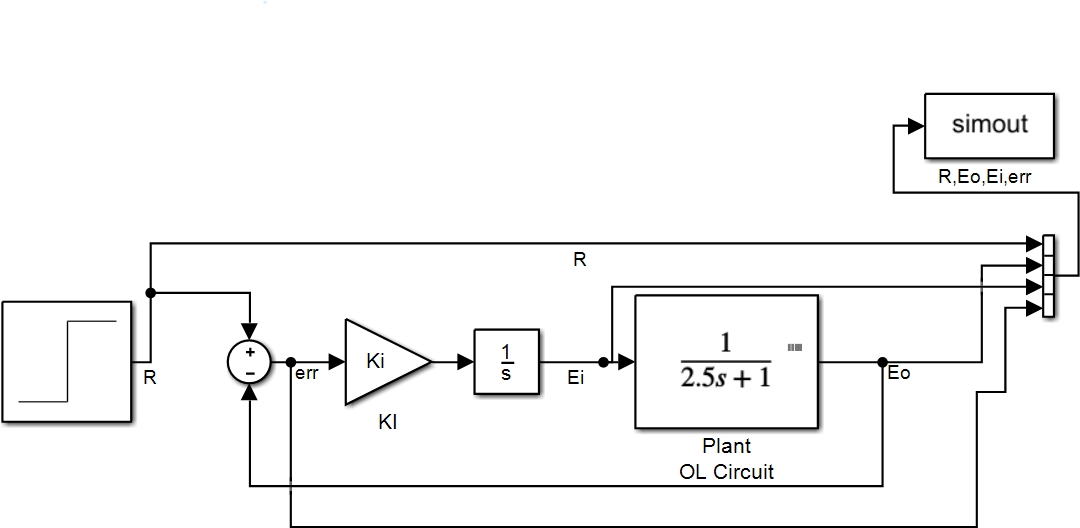 simout
R,Eo,Ei,err
R
R
+
−
err
Ki
KI
1
s
Ei
1
2.5s + 1
Eo
Plant
OL Circuit